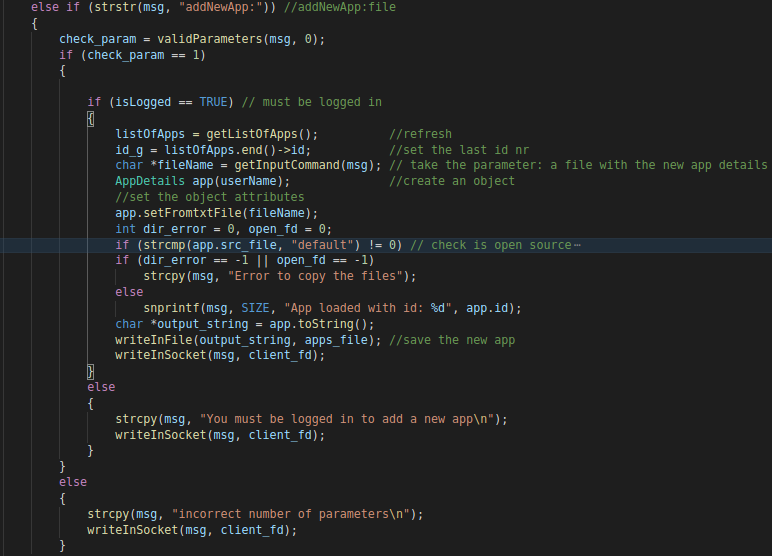 else if (strstr(msg, "addNewApp:")) //addNewApp:file
{
check_param = validParameters(msg, 0);
if (check_param == 1)
{
if (isLogged == TRUE) // must be logged in
{
listOfApps = getListOfApps(); //refresh
id_g = listOfApps.end()->id; //set the last id nr
char *fileName = getInputCommand(msg); // take the parameter: a file with the new app details
AppDetails app(userName); //create an object
//set the object attributes
app.setFromtxtFile(fileName);
int dir_error = 0, open_fd = 0;
if (strcmp(app.src_file, "default") != 0) // check is open source⋯
if (dir_error == -1 || open_fd == -1)
strcpy(msg, "Error to copy the files");
else
snprintf(msg, SIZE, "App loaded with id: %d", app.id);
char *output_string = app.toString();
writeInFile(output_string, apps_file); //save the new app
writeInSocket(msg, client_fd);
}
else
{
strcpy(msg, "You must be logged in to add a new app\n");
writeInSocket(msg, client_fd);
}
}
else
{
strcpy(msg, "incorrect number of parameters\n");
writeInSocket(msg, client_fd);
}